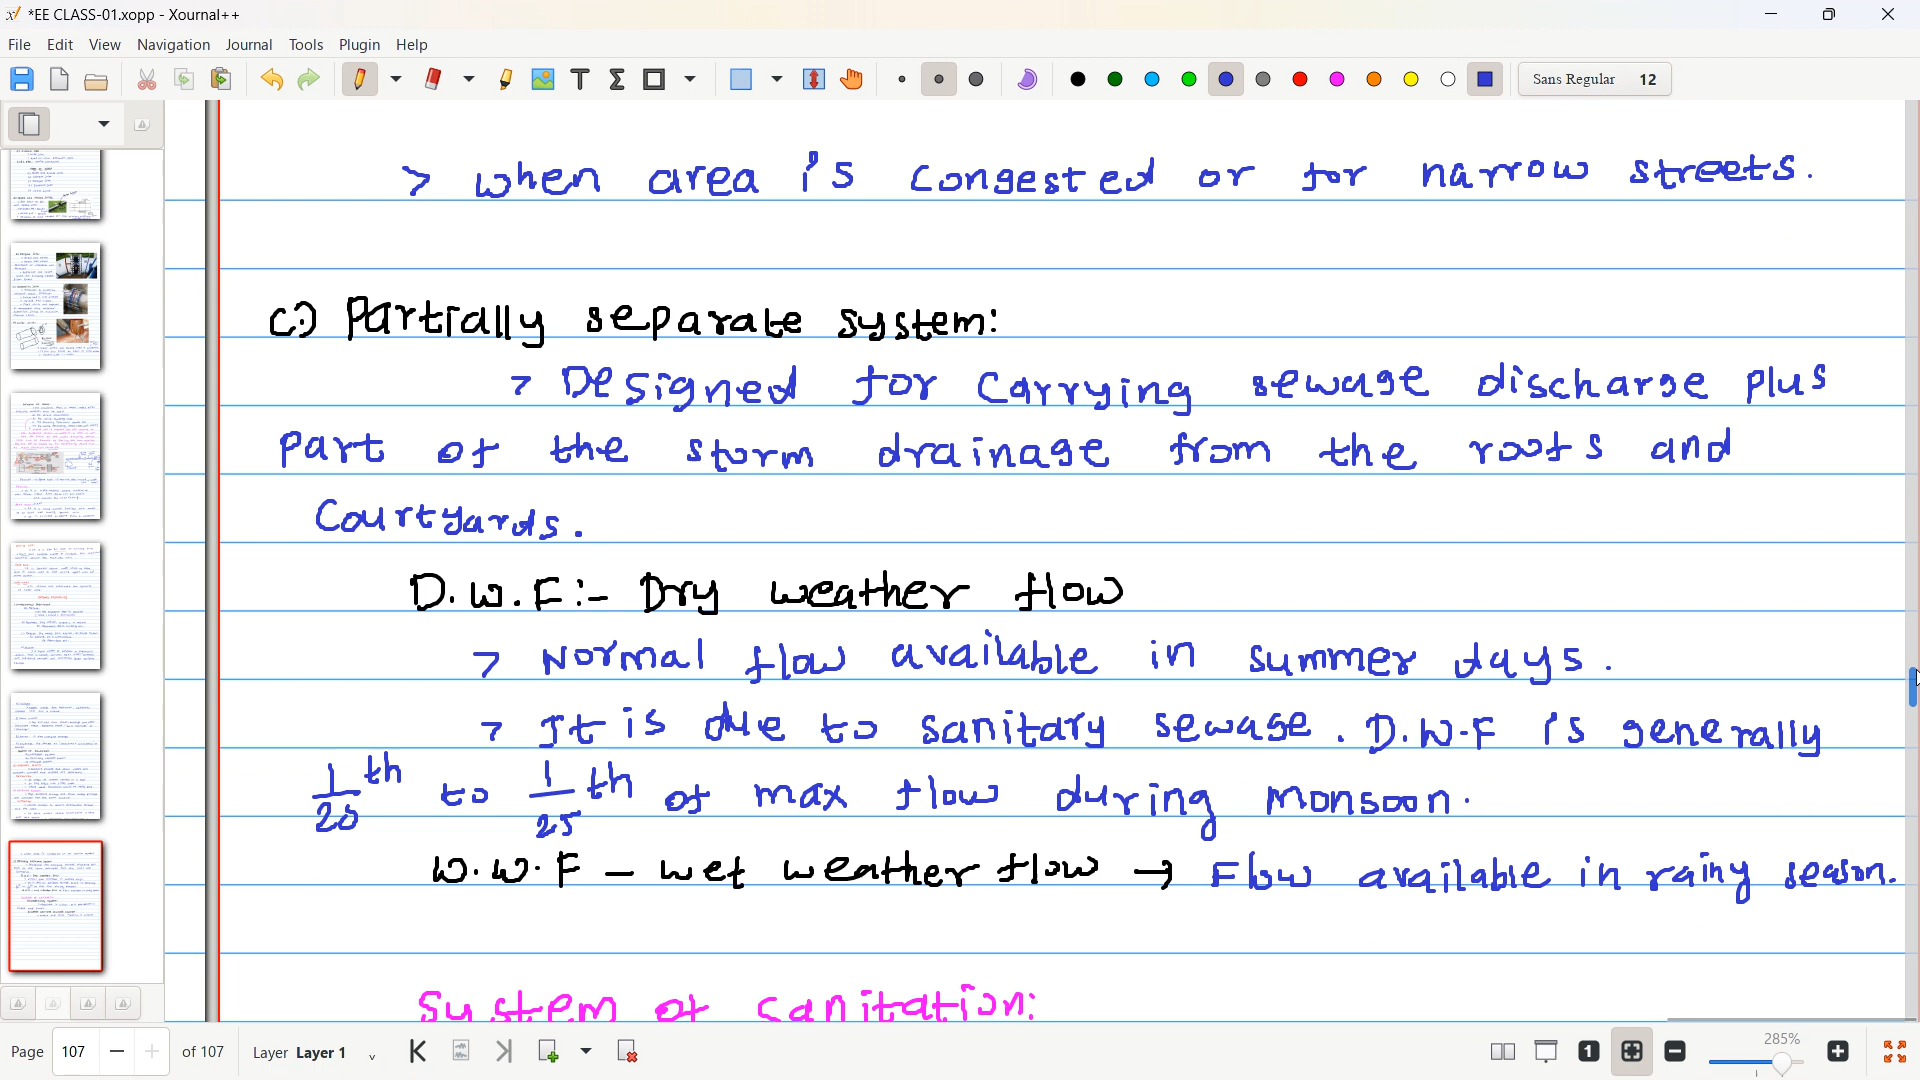 *EE CLASS-01.xopp - Xournal++
File Edit View Navigation Journal Tools Plugin Help
Sans Regular 12
> when area is congested or for narrow streets.
c:) Partially separate system:
> Designed for carrying sewage discharge plus
part of the storm drainage from the roofs and
Courtyards.
D.W.F:- Dry weather flow
> Normal flow available in summer days.
> It is due to sanitary sewage. D.W.F is generally
1/20 th to 1/25 th of max flow during monsoon.
W.W.F - wet weather flow → Flow available in rainy season.
System of sanitation:
Page 107 of 107 Layer Layer 1 285%